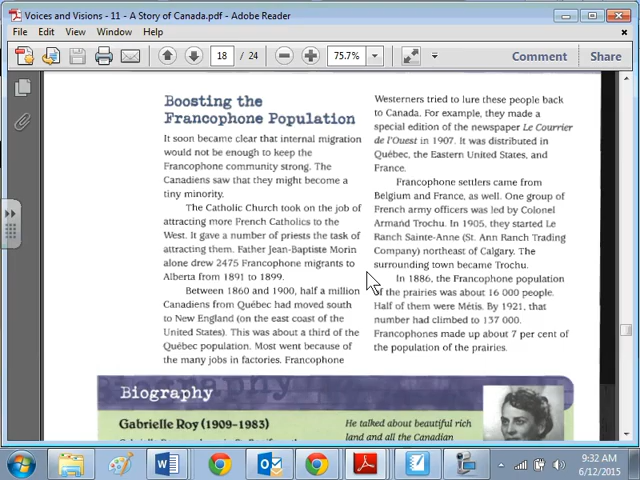 Voices and Visions - 11 - A Story of Canada.pdf - Adobe Reader
File Edit View Window Help
18 / 24 75.7% Comment Share
Boosting the
Francophone Population
It soon became clear that internal migration
would not be enough to keep the
Francophone community strong. The
Canadiens saw that they might become a
tiny minority.
The Catholic Church took on the job of
attracting more French Catholics to the
West. It gave a number of priests the task of
attracting them. Father Jean-Baptiste Morin
alone drew 2475 Francophone migrants to
Alberta from 1891 to 1899.
Between 1860 and 1900, half a million
Canadiens from Québec had moved south
to New England (on the east coast of the
United States). This was about a third of the
Québec population. Most went because of
the many jobs in factories. Francophone
Westerners tried to lure these people back
to Canada. For example, they made a
special edition of the newspaper Le Courrier
de l'Ouest in 1907. It was distributed in
Québec, the Eastern United States, and
France.
Francophone settlers came from
Belgium and France, as well. One group of
French army officers was led by Colonel
Armand Trochu. In 1905, they started Le
Ranch Sainte-Anne (St. Ann Ranch Trading
Company) northeast of Calgary. The
surrounding town became Trochu.
In 1886, the Francophone population
of the prairies was about 16 000 people.
Half of them were Métis. By 1921, that
number had climbed to 137 000.
Francophones made up about 7 per cent of
the population of the prairies.
Biography
Gabrielle Roy (1909–1983)
He talked about beautiful rich
land and all the Canadian
9:32 AM
6/12/2015